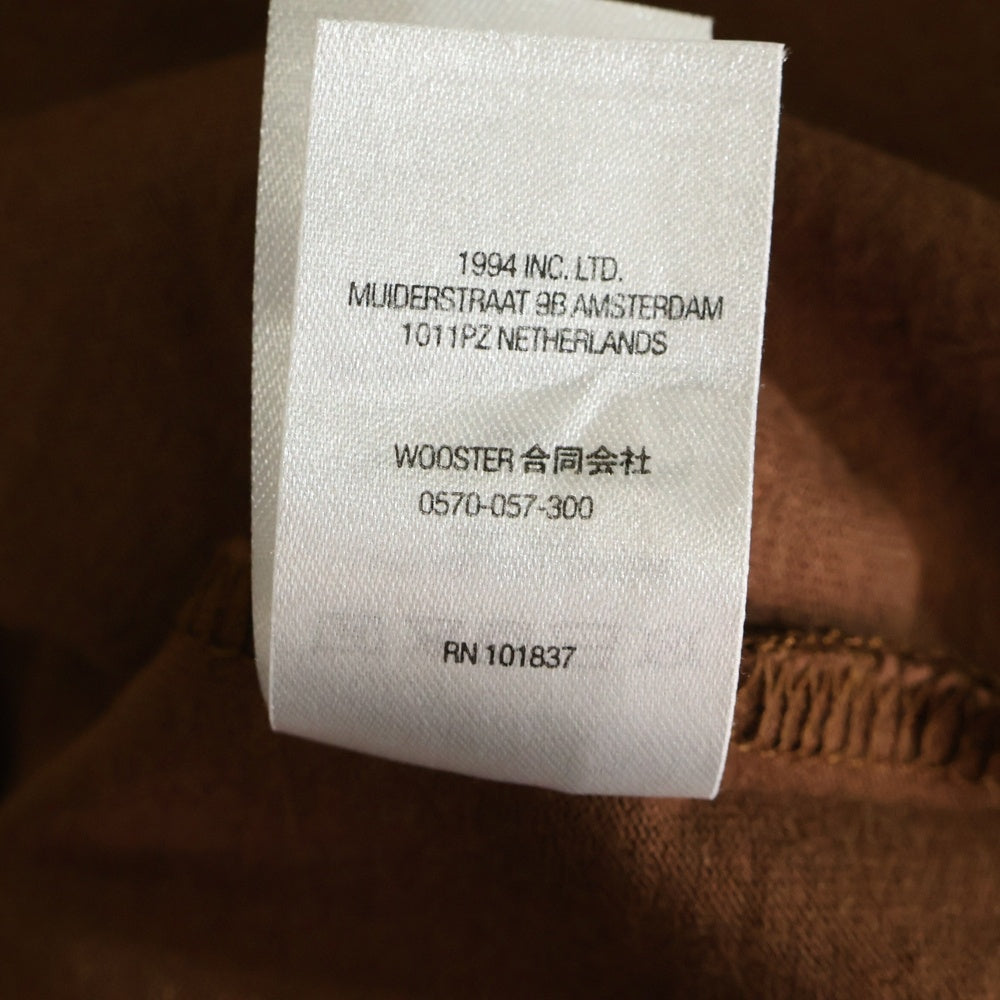 1994 INC. LTD.
MUIDERSTRAAT 9B AMSTERDAM
1011PZ NETHERLANDS
WOOSTER 合同会社
0570-057-300
RN 101837